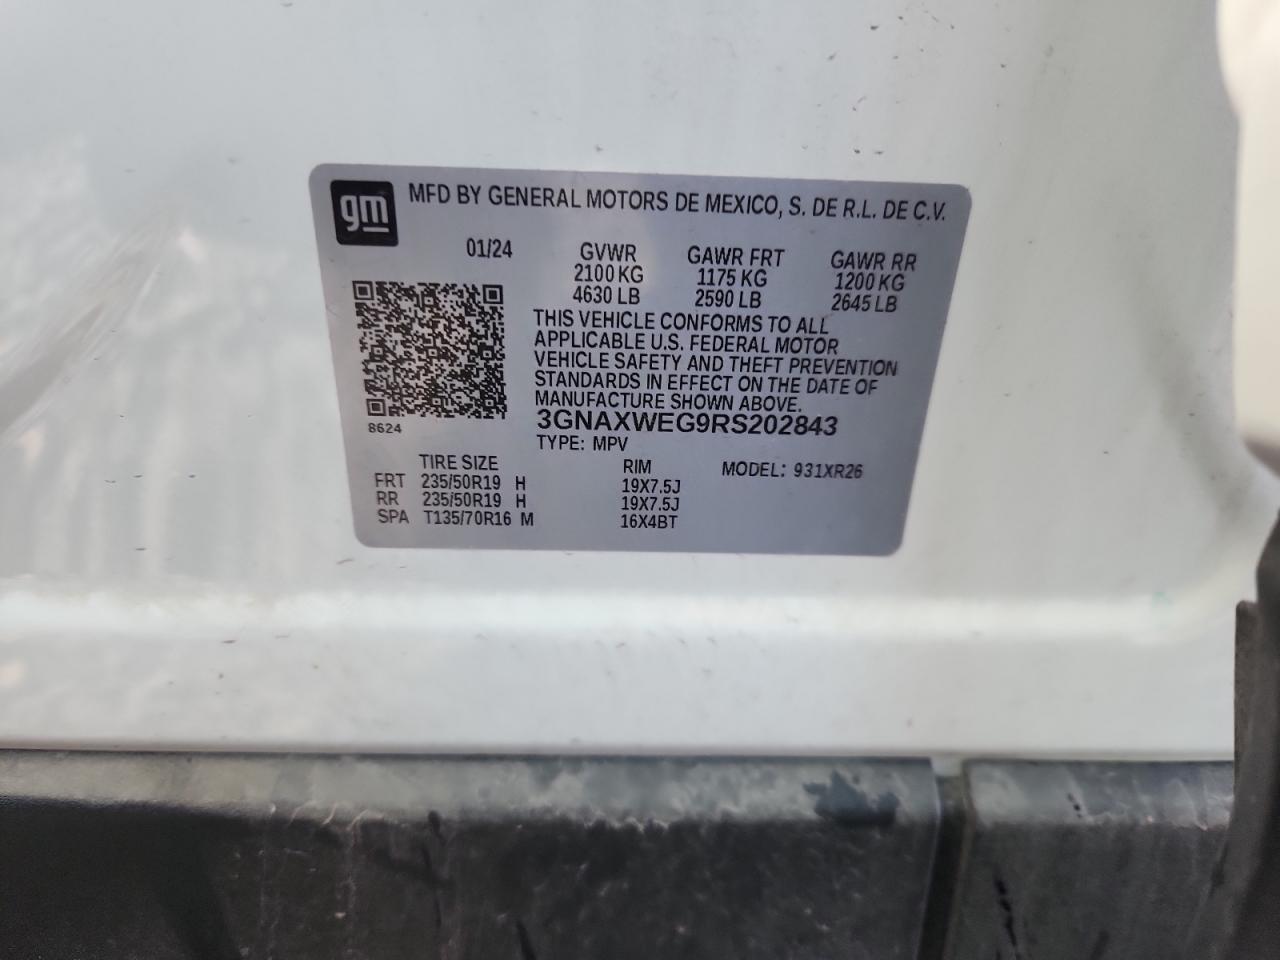 gm MFD BY GENERAL MOTORS DE MEXICO, S. DE R.L. DE C.V.
01/24 GVWR GAWR FRT GAWR RR
2100 KG 1175 KG 1200 KG
4630 LB 2590 LB 2645 LB
THIS VEHICLE CONFORMS TO ALL
APPLICABLE U.S. FEDERAL MOTOR
VEHICLE SAFETY AND THEFT PREVENTION
STANDARDS IN EFFECT ON THE DATE OF
MANUFACTURE SHOWN ABOVE.
8624 3GNAXWEG9RS202843
TYPE: MPV
TIRE SIZE RIM MODEL: 931XR26
FRT 235/50R19 H 19X7.5J
RR 235/50R19 H 19X7.5J
SPA T135/70R16 M 16X4BT